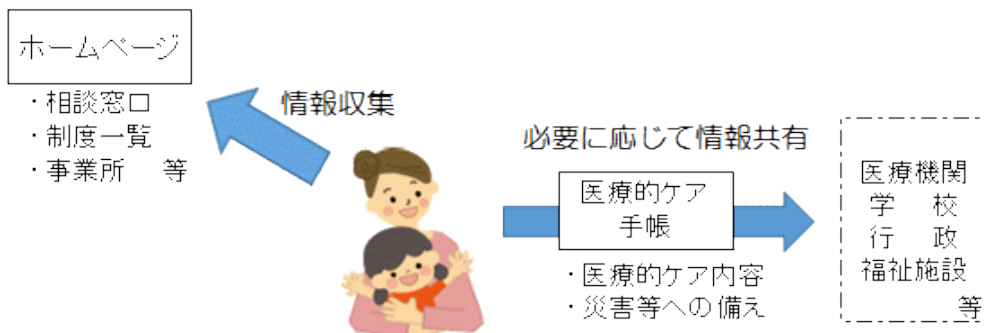 ホームページ
・相談窓口
・制度一覧
・事業所　等
情報収集
必要に応じて情報共有
医療的ケア
手帳
・医療的ケア内容
・災害等への備え
医療機関
学　校
行　政
福祉施設
等